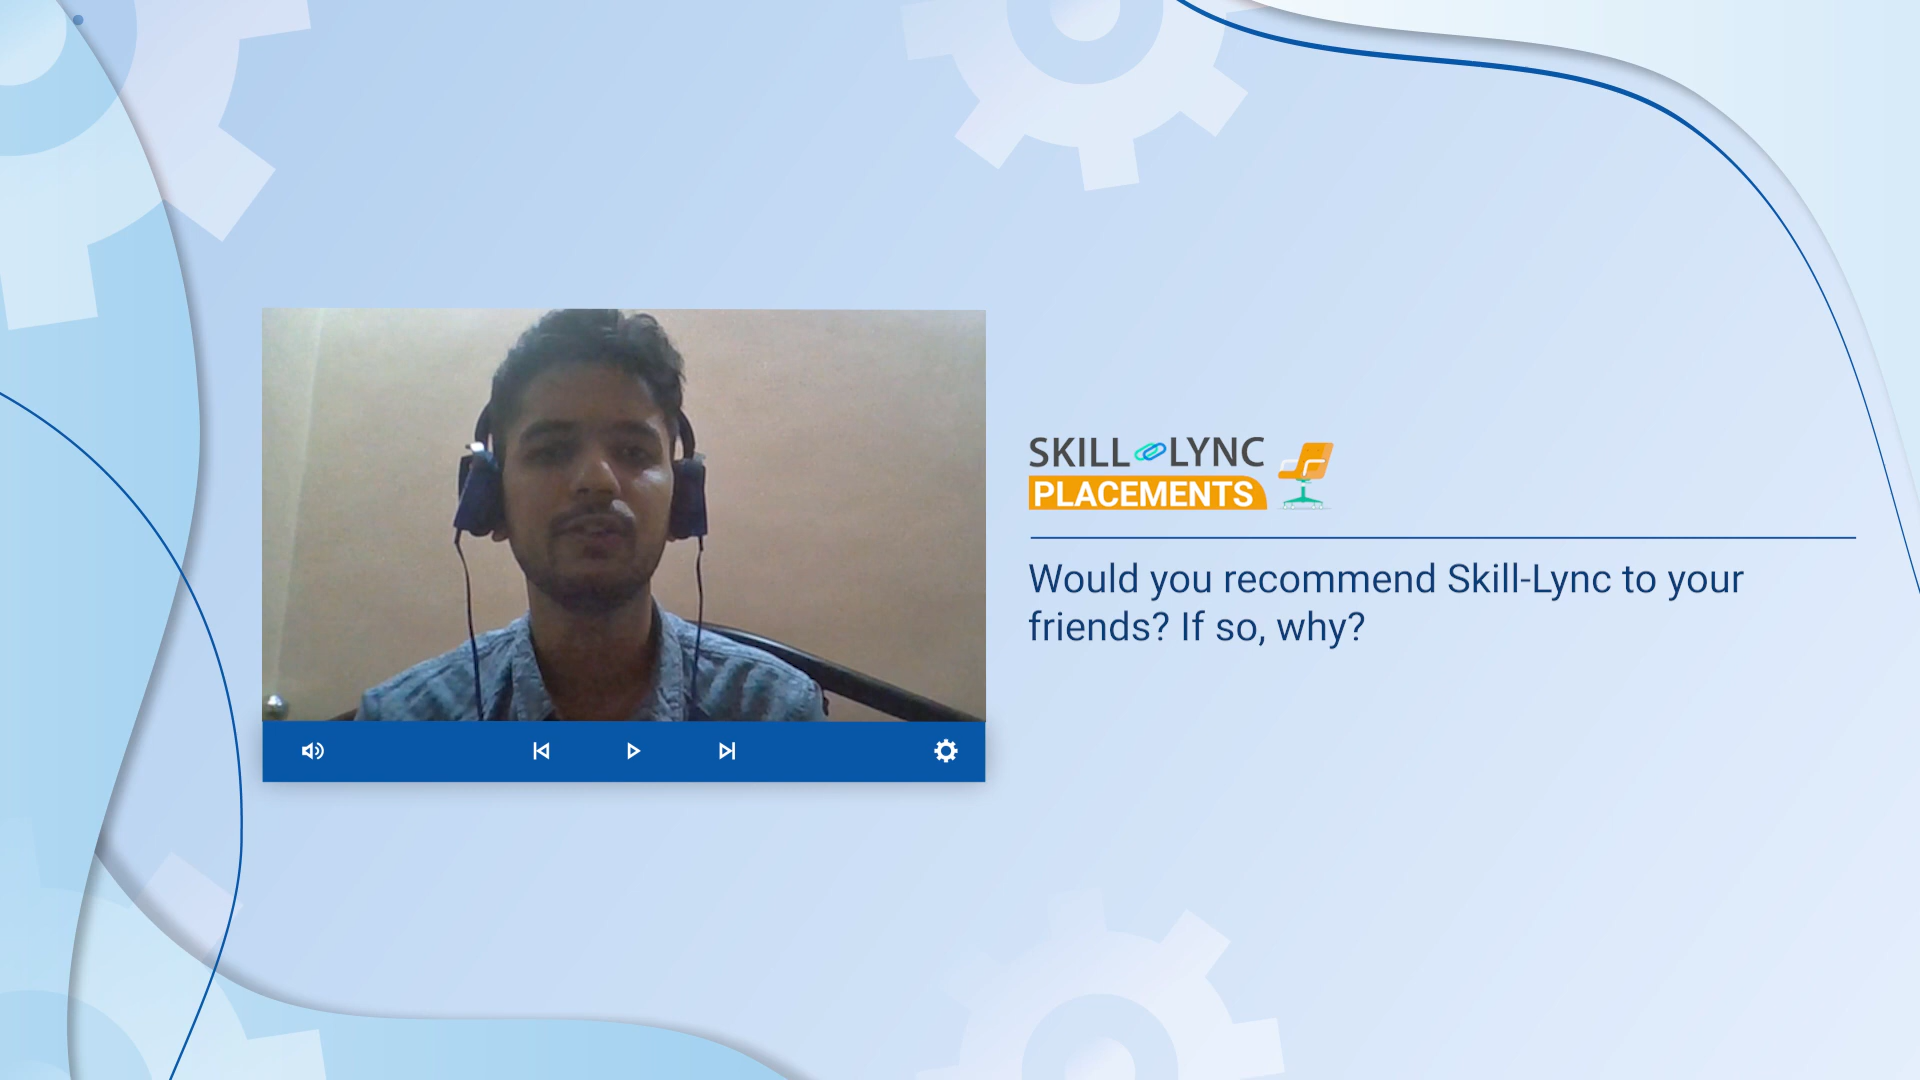 SKILL LYNC
PLACEMENTS
Would you recommend Skill-Lync to your
friends? If so, why?